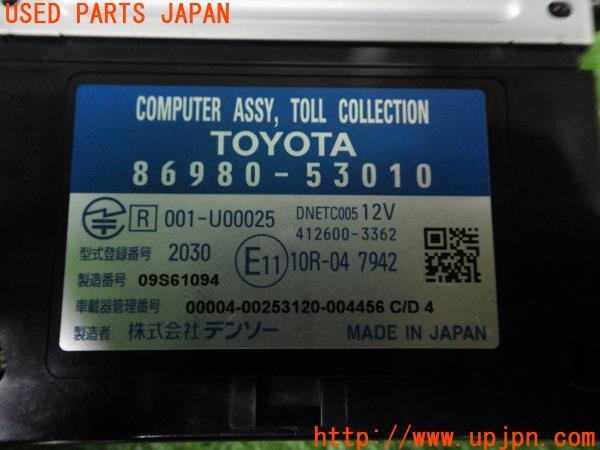 USED PARTS JAPAN
COMPUTER ASSY, TOLL COLLECTION
TOYOTA
86980-53010
R 001-U00025 DNETC005 12V
412600-3362
型式登録番号 2030 E11 10R-04 7942
製造番号 09S61094
車載器管理番号 00004-00253120-004456 C/D 4
製造者 株式会社デンソー MADE IN JAPAN
http://www.upjpn.com